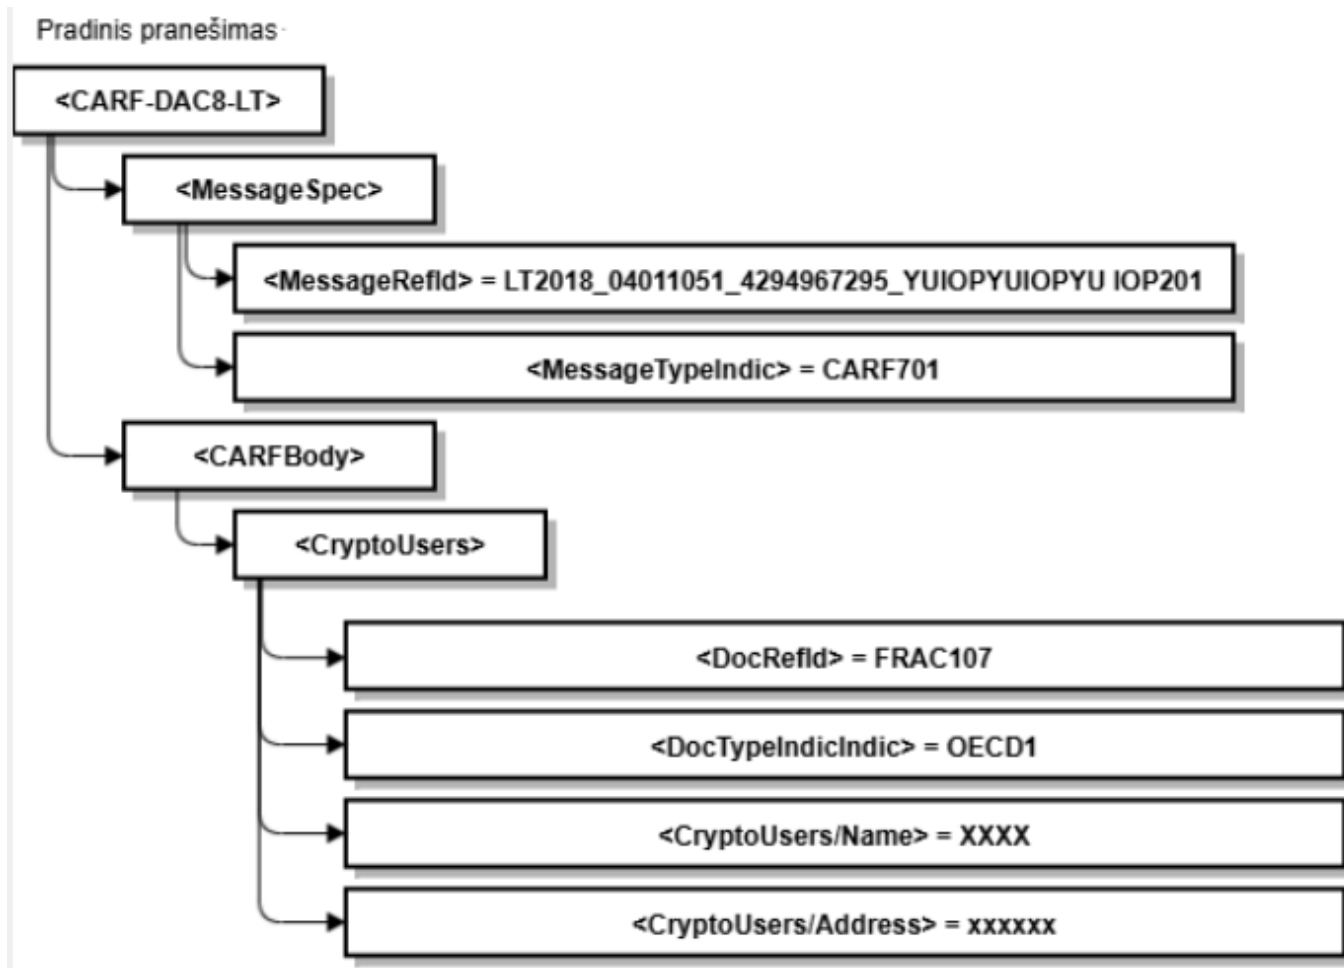 Pradinis pranešimas
<CARF-DAC8-LT>
<MessageSpec>
<MessageRefId> = LT2018_04011051_4294967295_YUIOPYUIOPYU IOP201
<MessageTypeIndic> = CARF701
<CARFBody>
<CryptoUsers>
<DocRefId> = FRAC107
<DocTypeIndicIndic> = OECD1
<CryptoUsers/Name> = XXXX
<CryptoUsers/Address> = xxxxxx